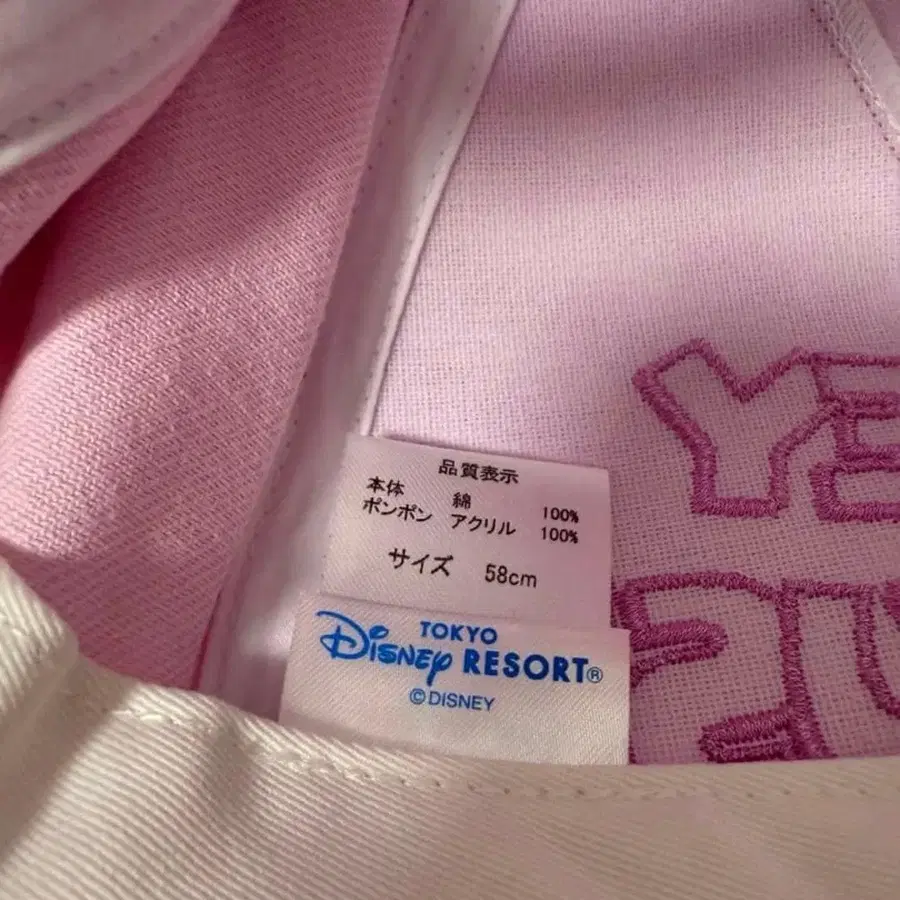 品質表示
本体 綿 100%
ポンポン アクリル 100%
サイズ 58cm
TOKYO
Disney RESORT®
©DISNEY